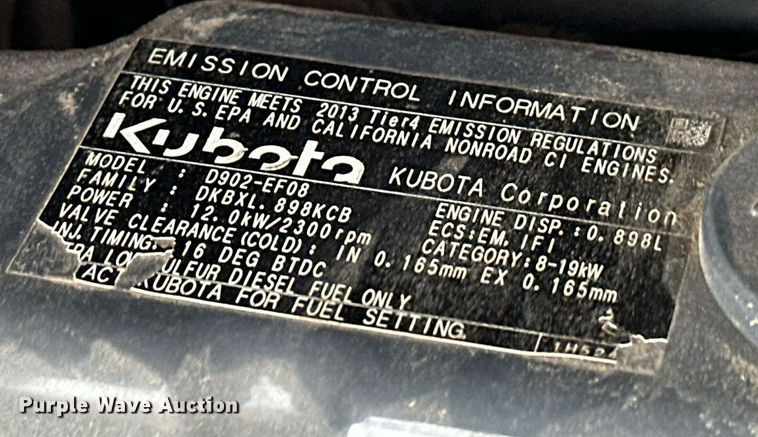 EMISSION CONTROL INFORMATION
THIS ENGINE MEETS 2013 Tier4 EMISSION REGULATIONS
FOR U.S. EPA AND CALIFORNIA NONROAD CI ENGINES.
Kubota KUBOTA Corporation
MODEL : D902-EF08 ENGINE DISP.:0.898L
FAMILY : DKBXL.898KCB ECS:EM, IFI
POWER : 12.0kW/2300rpm CATEGORY:8-19kW
VALVE CLEARANCE(COLD): IN 0.165mm EX 0.165mm
INJ. TIMING: 16 DEG BTDC
SULFUR DIESEL FUEL ONLY
KUBOTA FOR FUEL SETTING.
Purple Wave Auction